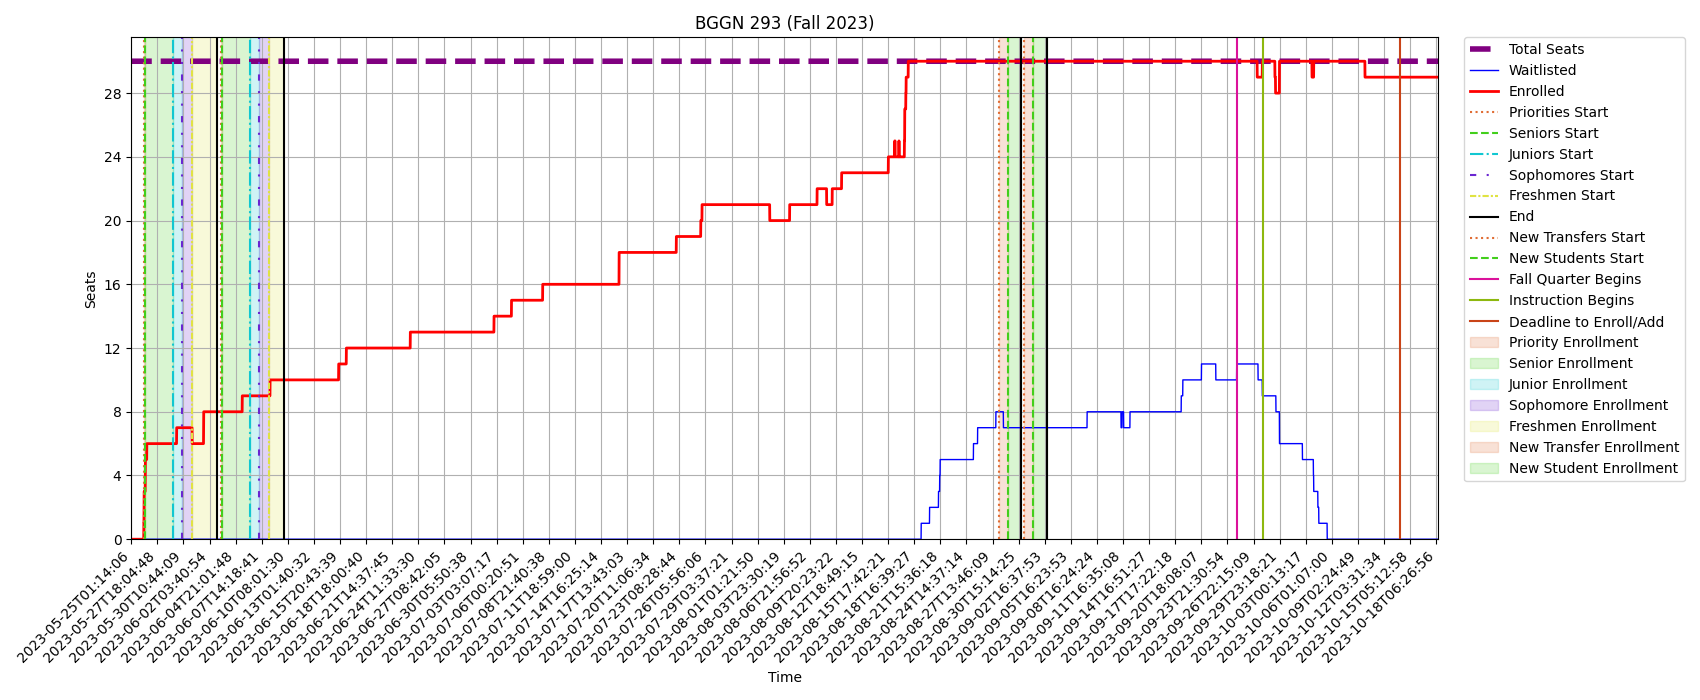 BGGN 293 (Fall 2023)
Seats
28
24
20
16
12
8
4
0
2023-05-25T01:14:06
2023-05-27T18:04:48
2023-05-30T10:44:09
2023-06-02T03:40:54
2023-06-04T21:01:48
2023-06-07T14:18:41
2023-06-10T08:01:30
2023-06-13T01:40:32
2023-06-15T20:43:39
2023-06-18T18:00:40
2023-06-21T14:37:45
2023-06-24T11:33:30
2023-06-27T08:42:05
2023-06-30T05:50:38
2023-07-03T03:07:17
2023-07-06T00:20:51
2023-07-08T21:40:38
2023-07-11T18:59:00
2023-07-14T16:25:14
2023-07-17T13:43:03
2023-07-20T11:06:34
2023-07-23T08:28:44
2023-07-26T05:56:06
2023-07-29T03:37:21
2023-08-01T01:21:50
2023-08-03T23:30:19
2023-08-06T21:56:52
2023-08-09T20:23:22
2023-08-12T18:49:15
2023-08-15T17:42:21
2023-08-18T16:39:27
2023-08-21T15:36:18
2023-08-24T14:37:14
2023-08-27T13:46:09
2023-08-30T15:14:25
2023-09-02T16:37:53
2023-09-05T16:23:53
2023-09-08T16:24:24
2023-09-11T16:35:08
2023-09-14T16:51:27
2023-09-17T17:22:18
2023-09-20T18:08:07
2023-09-23T21:30:54
2023-09-26T22:15:09
2023-09-29T23:18:21
2023-10-03T00:13:17
2023-10-06T01:07:00
2023-10-09T02:24:49
2023-10-12T03:31:34
2023-10-15T05:12:58
2023-10-18T06:26:56
Time
Total Seats
Waitlisted
Enrolled
Priorities Start
Seniors Start
Juniors Start
Sophomores Start
Freshmen Start
End
New Transfers Start
New Students Start
Fall Quarter Begins
Instruction Begins
Deadline to Enroll/Add
Priority Enrollment
Senior Enrollment
Junior Enrollment
Sophomore Enrollment
Freshmen Enrollment
New Transfer Enrollment
New Student Enrollment